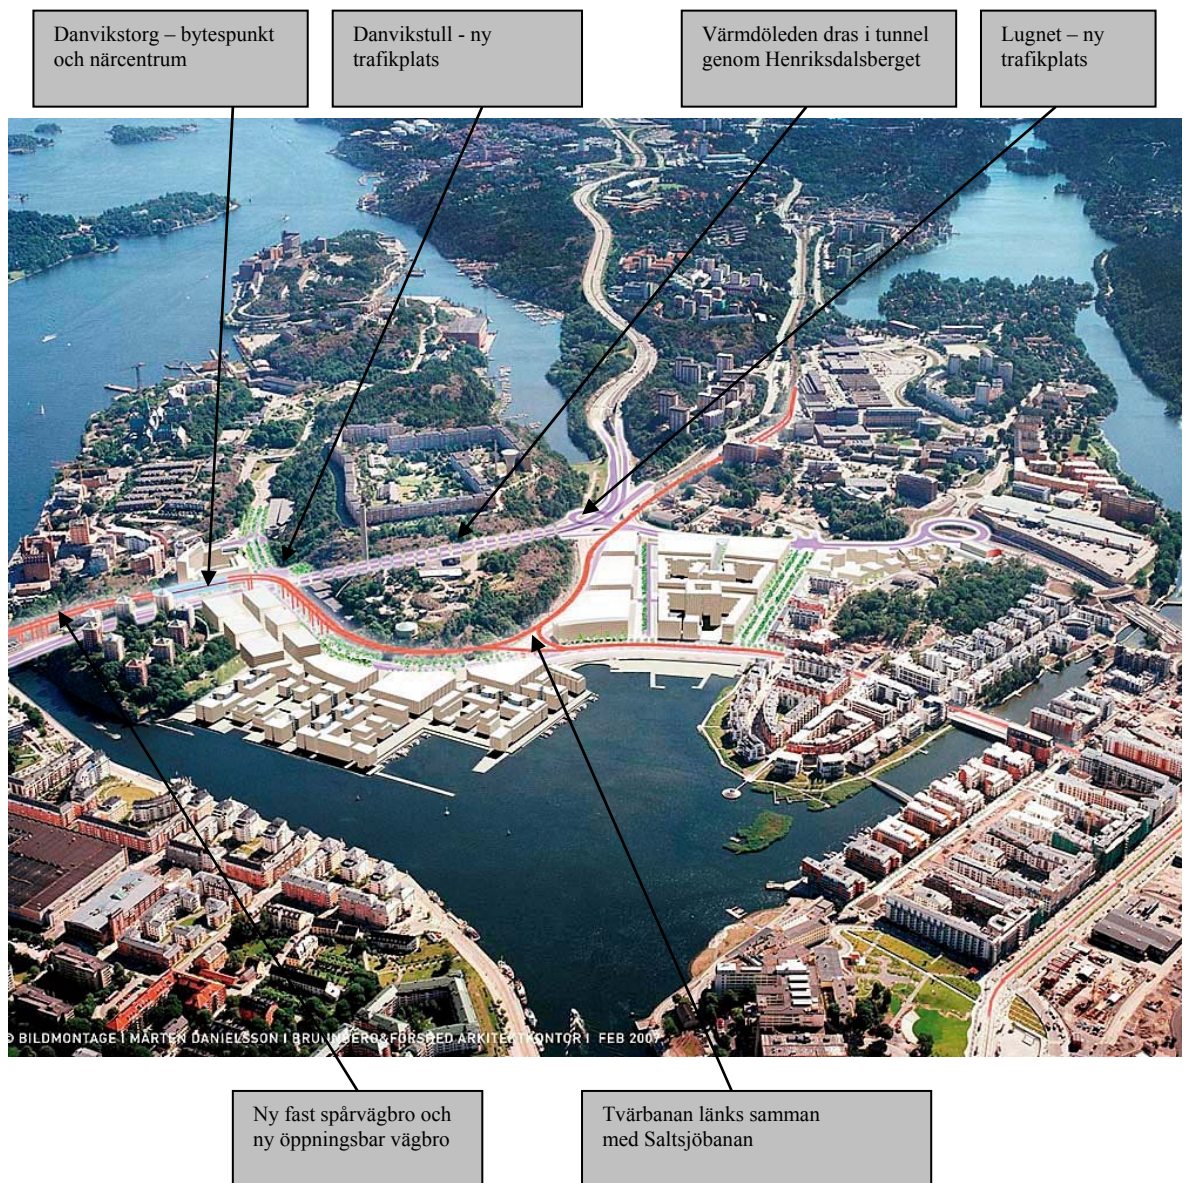 Danvikstorg – bytespunkt
och närcentrum
Danvikstull - ny
trafikplats
Värmdöleden dras i tunnel
genom Henriksdalsberget
Lugnet – ny
trafikplats
© BILDMONTAGE I MÅRTEN DANIELSSON I & FORSHED ARKITEKTKONTOR I FEB 2007
Ny fast spårvägbro och
ny öppningsbar vägbro
Tvärbanan länks samman
med Saltsjöbanan